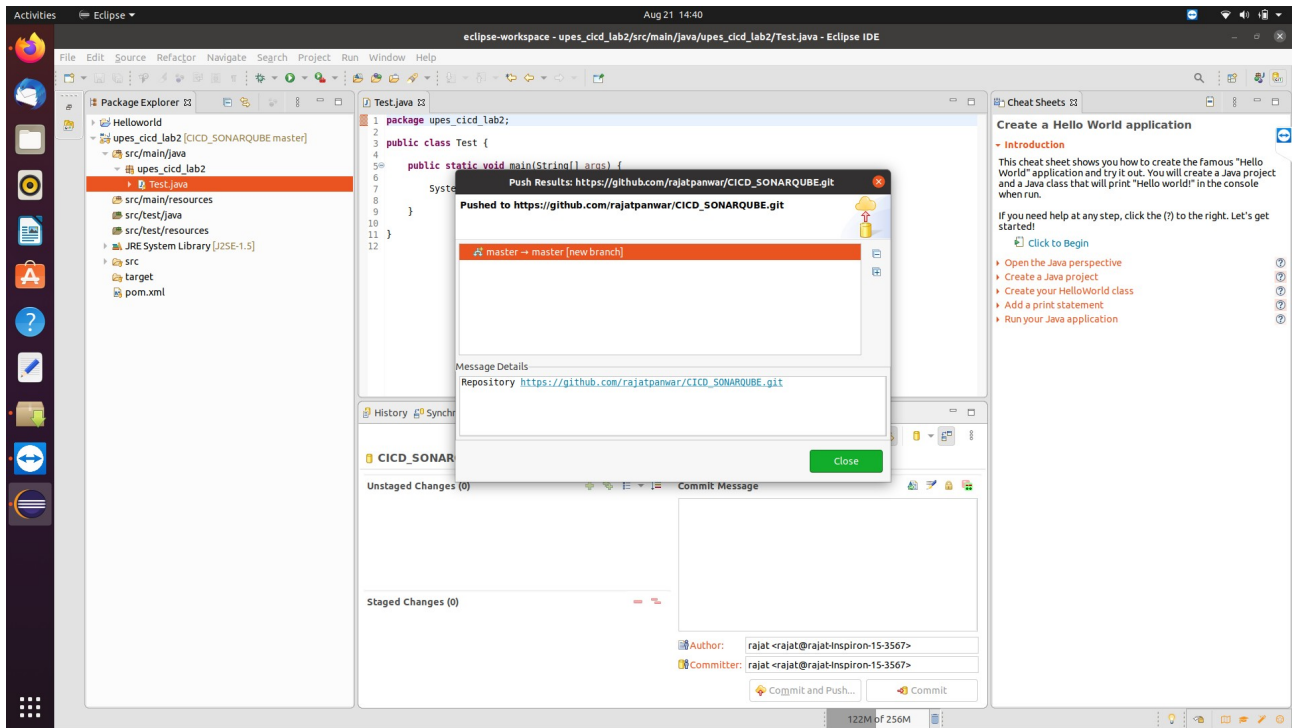 Activities
Eclipse
Aug 21 14:40
eclipse-workspace - upes_cicd_lab2/src/main/java/upes_cicd_lab2/Test.java - Eclipse IDE
File Edit Source Refactor Navigate Search Project Run Window Help
Package Explorer
Helloworld
upes_cicd_lab2 [CICD_SONARQUBE master]
src/main/java
upes_cicd_lab2
Test.java
src/main/resources
src/test/java
src/test/resources
JRE System Library [J2SE-1.5]
src
target
pom.xml
Test.java
1 package upes_cicd_lab2;
2
3 public class Test {
4
5 public static void main(String[] args) {
6
7 Syste
8
9 }
10
11 }
12
Push Results: https://github.com/rajatpanwar/CICD_SONARQUBE.git
Pushed to https://github.com/rajatpanwar/CICD_SONARQUBE.git
master → master [new branch]
Message Details
Repository https://github.com/rajatpanwar/CICD_SONARQUBE.git
Close
History Synchr
CICD_SONAR
Unstaged Changes (0)
Staged Changes (0)
Commit Message
Author: rajat <rajat@rajat-Inspiron-15-3567>
Committer: rajat <rajat@rajat-Inspiron-15-3567>
Commit and Push...
Commit
Cheat Sheets
Create a Hello World application
Introduction
This cheat sheet shows you how to create the famous "Hello
World" application and try it out. You will create a Java project
and a Java class that will print "Hello world!" in the console
when run.
If you need help at any step, click the (?) to the right. Let's get
started!
Click to Begin
Open the Java perspective
Create a Java project
Create your HelloWorld class
Add a print statement
Run your Java application
122M of 256M